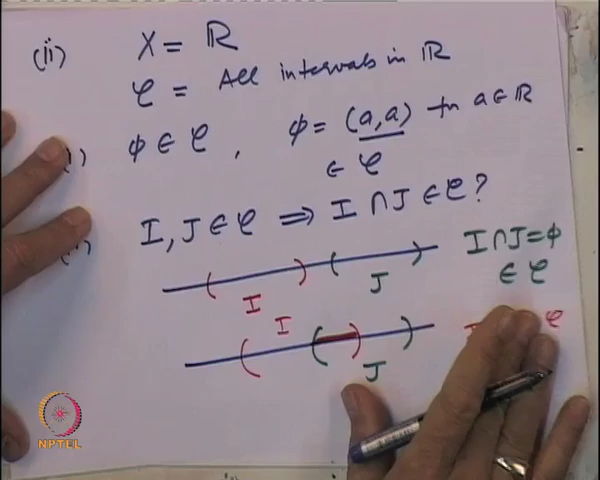 (ii) X = ℝ
𝒞 = All intervals in ℝ
) φ ∈ 𝒞 , φ = (a, a) for a ∈ ℝ
∈ 𝒞
I, J ∈ 𝒞 ⟹ I ∩ J ∈ 𝒞 ?
I J I ∩ J = φ
∈ 𝒞
I 𝒞
J
NPTEL